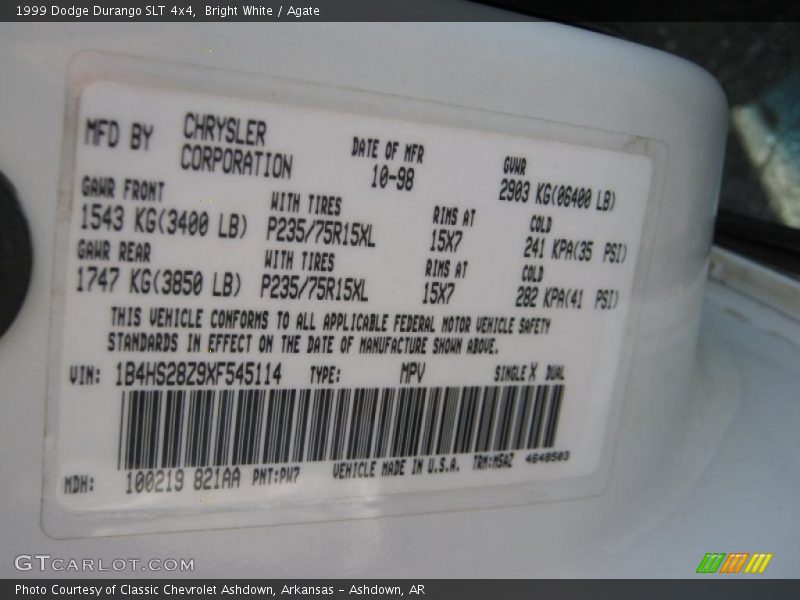 1999 Dodge Durango SLT 4x4, Bright White / Agate
MFD BY CHRYSLER CORPORATION DATE OF MFR 10-98 GVWR 2903 KG(06400 LB)
GAWR FRONT WITH TIRES RIMS AT COLD
1543 KG(3400 LB) P235/75R15XL 15X7 241 KPA(35 PSI)
GAWR REAR WITH TIRES RIMS AT COLD
1747 KG(3850 LB) P235/75R15XL 15X7 282 KPA(41 PSI)
THIS VEHICLE CONFORMS TO ALL APPLICABLE FEDERAL MOTOR VEHICLE SAFETY
STANDARDS IN EFFECT ON THE DATE OF MANUFACTURE SHOWN ABOVE.
VIN: 1B4HS28Z9XF545114 TYPE: MPV SINGLE X DUAL
MDH: 100219 821AA PNT:PW7 VEHICLE MADE IN U.S.A. TRM:M5AZ 4648503
GTCARLOT.COM
Photo Courtesy of Classic Chevrolet Ashdown, Arkansas - Ashdown, AR